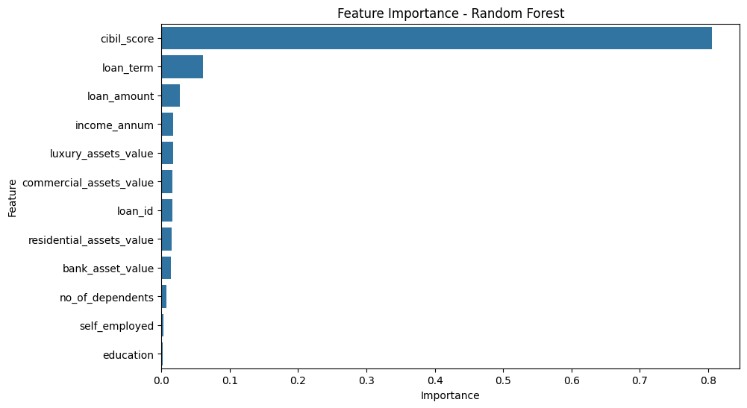 Feature Importance - Random Forest
Feature
cibil_score
loan_term
loan_amount
income_annum
luxury_assets_value
commercial_assets_value
loan_id
residential_assets_value
bank_asset_value
no_of_dependents
self_employed
education
0.0 0.1 0.2 0.3 0.4 0.5 0.6 0.7 0.8
Importance